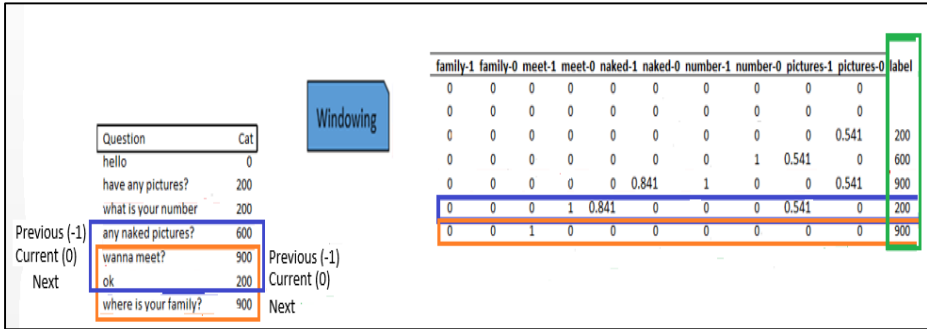 family-1 family-0 meet-1 meet-0 naked-1 naked-0 number-1 number-0 pictures-1 pictures-0 label
0 0 0 0 0 0 0 0 0 0
0 0 0 0 0 0 0 0 0 0
0 0 0 0 0 0 0 0 0 0.541 200
0 0 0 0 0 0 0 1 0.541 0 600
0 0 0 0 0 0.841 1 0 0 0.541 900
0 0 0 1 0.841 0 0 0 0.541 0 200
0 0 1 0 0 0 0 0 0 0 900
Windowing
Question Cat
hello 0
have any pictures? 200
what is your number 200
Previous (-1) any naked pictures? 600
Current (0) wanna meet? 900 Previous (-1)
Next ok 200 Current (0)
where is your family? 900 Next